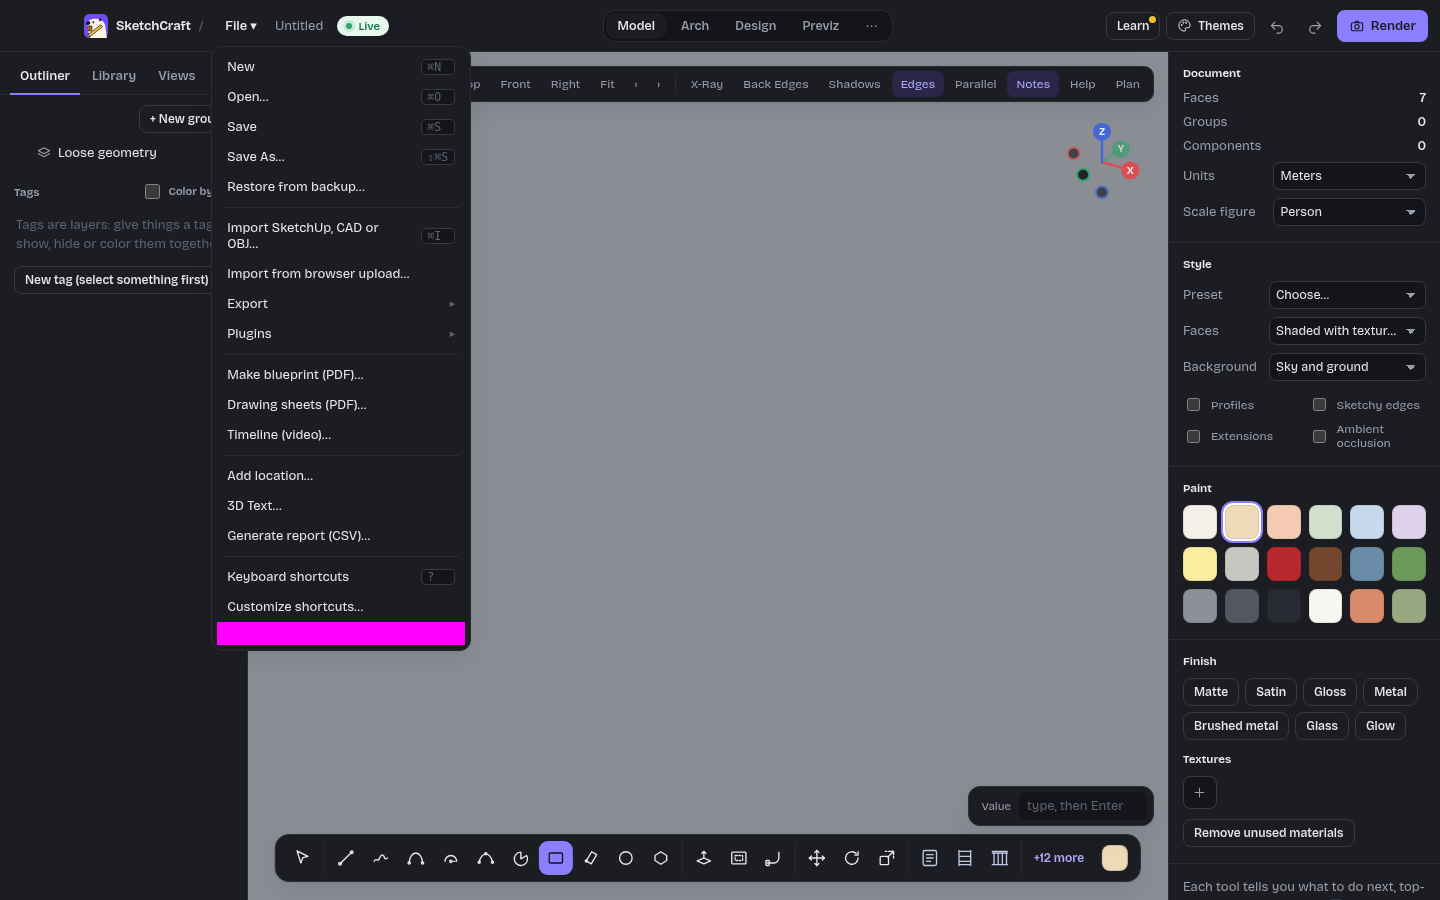 SketchCraft / File ▾ Untitled Live Model Arch Design Previz ··· Learn Themes Render
Outliner Library Views
+ New grou
Loose geometry
Tags Color by
Tags are layers: give things a tag
show, hide or color them togethe
New tag (select something first)
New ⌘N
Open... ⌘O
Save ⌘S
Save As... ⇧⌘S
Restore from backup...
Import SketchUp, CAD or
OBJ... ⌘I
Import from browser upload...
Export ▸
Plugins ▸
Make blueprint (PDF)...
Drawing sheets (PDF)...
Timeline (video)...
Add location...
3D Text...
Generate report (CSV)...
Keyboard shortcuts ?
Customize shortcuts...
op Front Right Fit ‹ › X-Ray Back Edges Shadows Edges Parallel Notes Help Plan
Z
Y
X
Value type, then Enter
+12 more
Document
Faces 7
Groups 0
Components 0
Units Meters
Scale figure Person
Style
Preset Choose...
Faces Shaded with textur...
Background Sky and ground
Profiles Sketchy edges
Extensions Ambient
occlusion
Paint
Finish
Matte Satin Gloss Metal
Brushed metal Glass Glow
Textures
+
Remove unused materials
Each tool tells you what to do next, top-